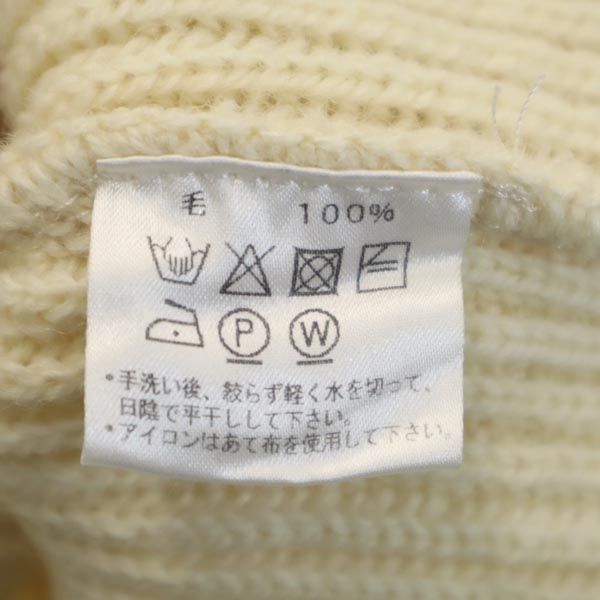 毛 100%
P W
・手洗い後、絞らず軽く水を切って、
日陰で平干しして下さい。
・アイロンはあて布を使用して下さい。